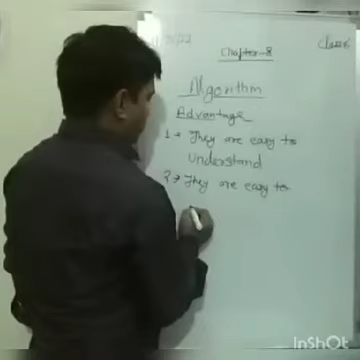 Chapter-8
Class
Algorithm
Advantage
1→ They are easy to
understand
2→ They are easy to
InShOt